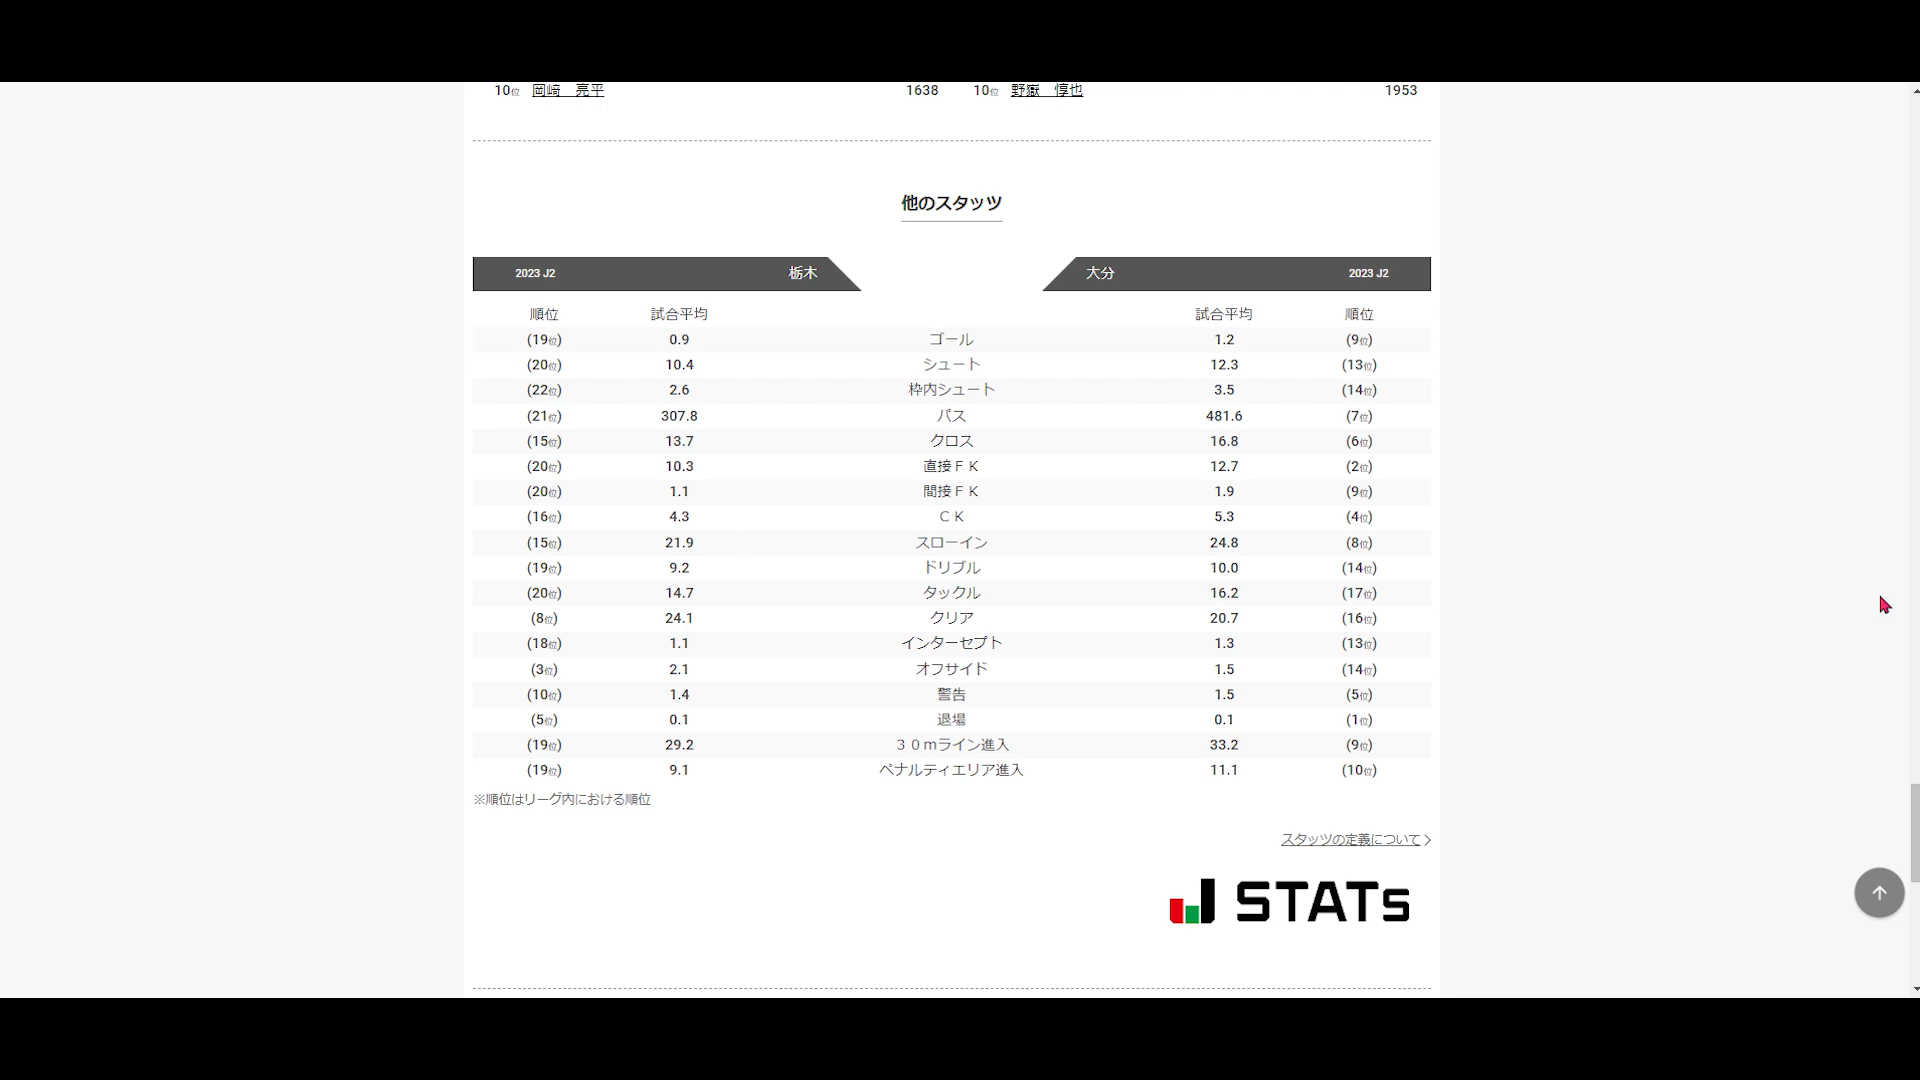 10位 岡﨑　亮平 1638 10位 野嶽　惇也 1953
他のスタッツ
2023 J2 栃木 大分 2023 J2
順位 試合平均 試合平均 順位
(19位) 0.9 ゴール 1.2 (9位)
(20位) 10.4 シュート 12.3 (13位)
(22位) 2.6 枠内シュート 3.5 (14位)
(21位) 307.8 パス 481.6 (7位)
(15位) 13.7 クロス 16.8 (6位)
(20位) 10.3 直接ＦＫ 12.7 (2位)
(20位) 1.1 間接ＦＫ 1.9 (9位)
(16位) 4.3 ＣＫ 5.3 (4位)
(15位) 21.9 スローイン 24.8 (8位)
(19位) 9.2 ドリブル 10.0 (14位)
(20位) 14.7 タックル 16.2 (17位)
(8位) 24.1 クリア 20.7 (16位)
(18位) 1.1 インターセプト 1.3 (13位)
(3位) 2.1 オフサイド 1.5 (14位)
(10位) 1.4 警告 1.5 (5位)
(5位) 0.1 退場 0.1 (1位)
(19位) 29.2 ３０ｍライン進入 33.2 (9位)
(19位) 9.1 ペナルティエリア進入 11.1 (10位)
※順位はリーグ内における順位
スタッツの定義について
J STATs